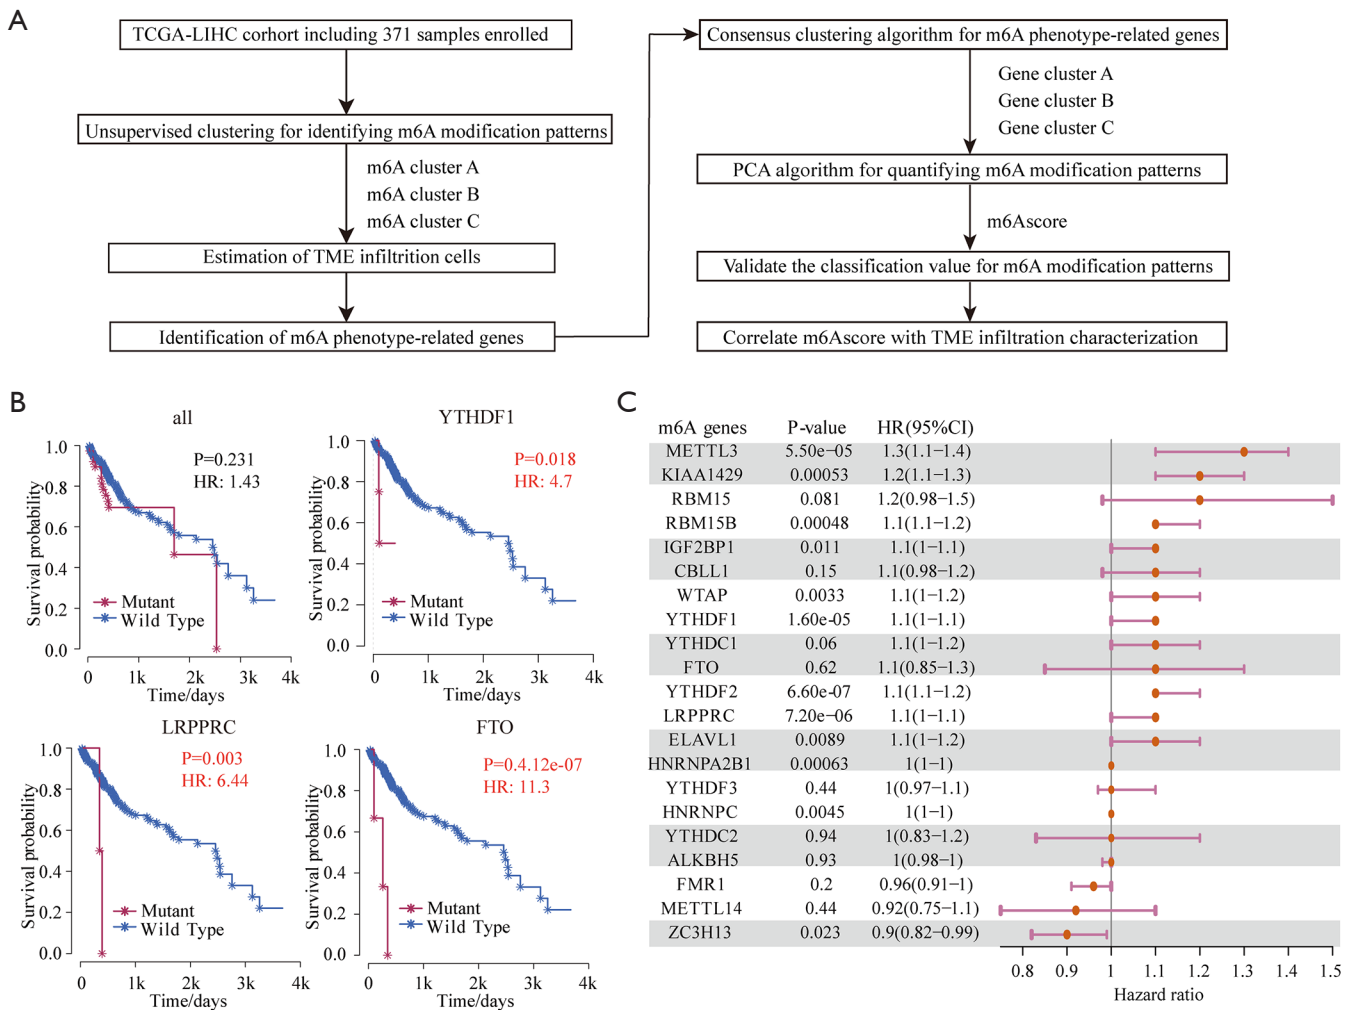 A
TCGA-LIHC corhort including 371 samples enrolled
Unsupervised clustering for identifying m6A modification patterns
m6A cluster A
m6A cluster B
m6A cluster C
Estimation of TME infiltrition cells
Identification of m6A phenotype-related genes
Consensus clustering algorithm for m6A phenotype-related genes
Gene cluster A
Gene cluster B
Gene cluster C
PCA algorithm for quantifying m6A modification patterns
m6Ascore
Validate the classification value for m6A modification patterns
Correlate m6Ascore with TME infiltration characterization
B
all
P=0.231
HR: 1.43
Survival probability
1.0
0.8
0.6
0.4
0.2
0.0
Mutant
Wild Type
0 1k 2k 3k 4k
Time/days
YTHDF1
P=0.018
HR: 4.7
Survival probability
1.0
0.8
0.6
0.4
0.2
0.0
Mutant
Wild Type
0 1k 2k 3k 4k
Time/days
LRPPRC
P=0.003
HR: 6.44
Survival probability
1.0
0.8
0.6
0.4
0.2
0.0
Mutant
Wild Type
0 1k 2k 3k 4k
Time/days
FTO
P=0.4.12e-07
HR: 11.3
Survival probability
1.0
0.8
0.6
0.4
0.2
0.0
Mutant
Wild Type
0 1k 2k 3k 4k
Time/days
C
m6A genes P-value HR(95%CI)
METTL3 5.50e−05 1.3(1.1−1.4)
KIAA1429 0.00053 1.2(1.1−1.3)
RBM15 0.081 1.2(0.98−1.5)
RBM15B 0.00048 1.1(1.1−1.2)
IGF2BP1 0.011 1.1(1−1.1)
CBLL1 0.15 1.1(0.98−1.2)
WTAP 0.0033 1.1(1−1.2)
YTHDF1 1.60e−05 1.1(1−1.1)
YTHDC1 0.06 1.1(1−1.2)
FTO 0.62 1.1(0.85−1.3)
YTHDF2 6.60e−07 1.1(1.1−1.2)
LRPPRC 7.20e−06 1.1(1−1.1)
ELAVL1 0.0089 1.1(1−1.2)
HNRNPA2B1 0.00063 1(1−1)
YTHDF3 0.44 1(0.97−1.1)
HNRNPC 0.0045 1(1−1)
YTHDC2 0.94 1(0.83−1.2)
ALKBH5 0.93 1(0.98−1)
FMR1 0.2 0.96(0.91−1)
METTL14 0.44 0.92(0.75−1.1)
ZC3H13 0.023 0.9(0.82−0.99)
0.8 0.9 1 1.1 1.2 1.3 1.4 1.5
Hazard ratio